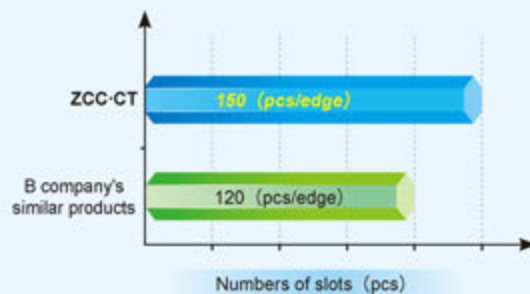 ZCC·CT
150（pcs/edge）
B company's
similar products
120（pcs/edge）
Numbers of slots（pcs）